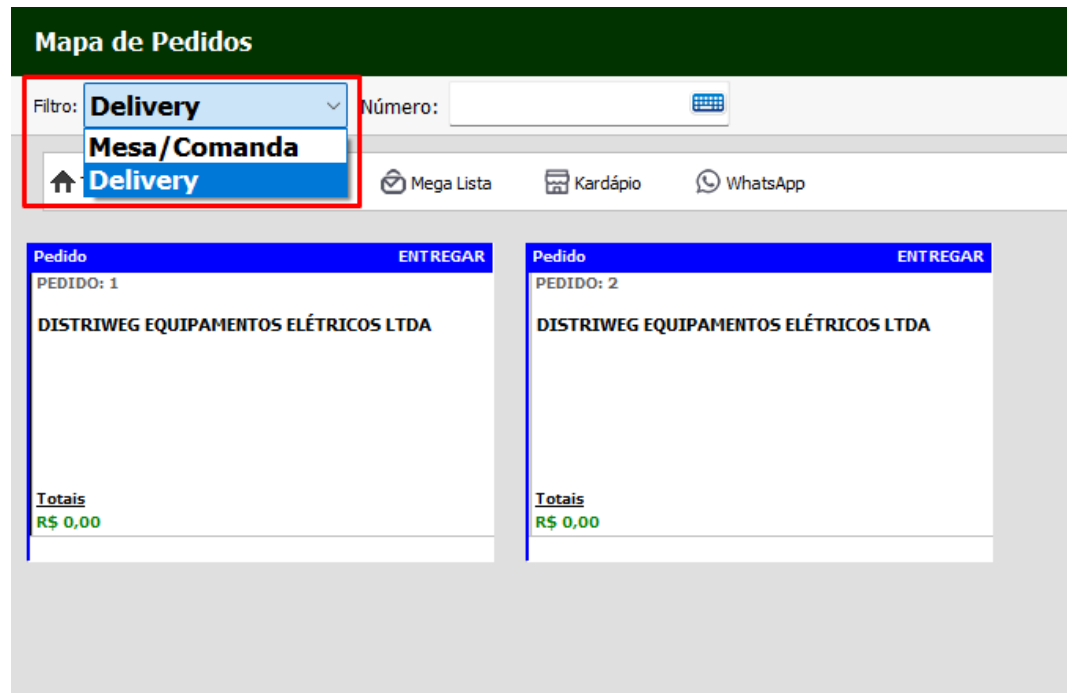 Mapa de Pedidos
Filtro: Delivery Número:
Mesa/Comanda
Delivery Mega Lista Kardápio WhatsApp
Pedido ENTREGAR Pedido ENTREGAR
PEDIDO: 1 PEDIDO: 2
DISTRIWEG EQUIPAMENTOS ELÉTRICOS LTDA DISTRIWEG EQUIPAMENTOS ELÉTRICOS LTDA
Totais Totais
R$ 0,00 R$ 0,00